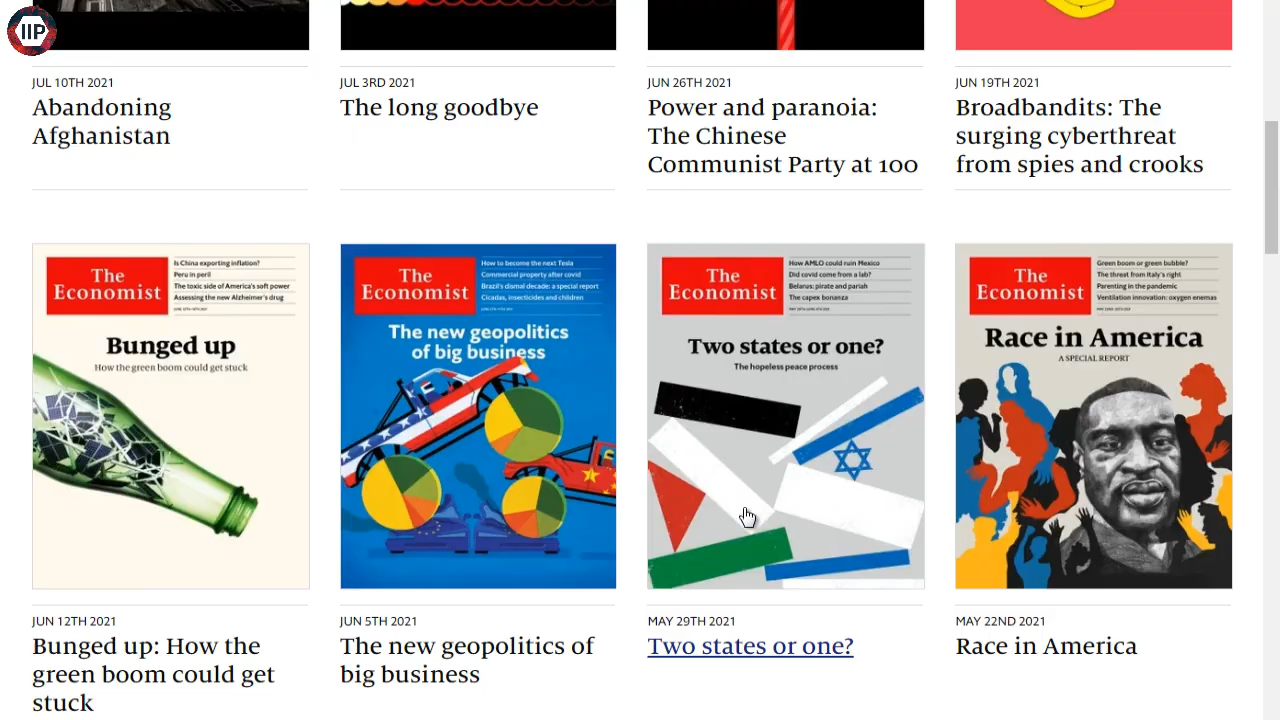 IIP
JUL 10TH 2021
Abandoning
Afghanistan
JUL 3RD 2021
The long goodbye
JUN 26TH 2021
Power and paranoia:
The Chinese
Communist Party at 100
JUN 19TH 2021
Broadbandits: The
surging cyberthreat
from spies and crooks
The
Economist
Is China exporting inflation?
Peru in peril
The toxic side of America's soft power
Assessing the new Alzheimer's drug
Bunged up
How the green boom could get stuck
The
Economist
How to become the next Tesla
Commercial property after covid
Brazil's dismal decade: a special report
Cicadas, insecticides and children
The new geopolitics
of big business
The
Economist
How AMLO could ruin Mexico
Did covid come from a lab?
Belarus: pirate and pariah
The capex bonanza
Two states or one?
The hopeless peace process
The
Economist
Green boom or green bubble?
The threat from Italy's right
Parenting in the pandemic
Ventilation innovation: oxygen enemas
Race in America
A SPECIAL REPORT
JUN 12TH 2021
Bunged up: How the
green boom could get
stuck
JUN 5TH 2021
The new geopolitics of
big business
MAY 29TH 2021
Two states or one?
MAY 22ND 2021
Race in America